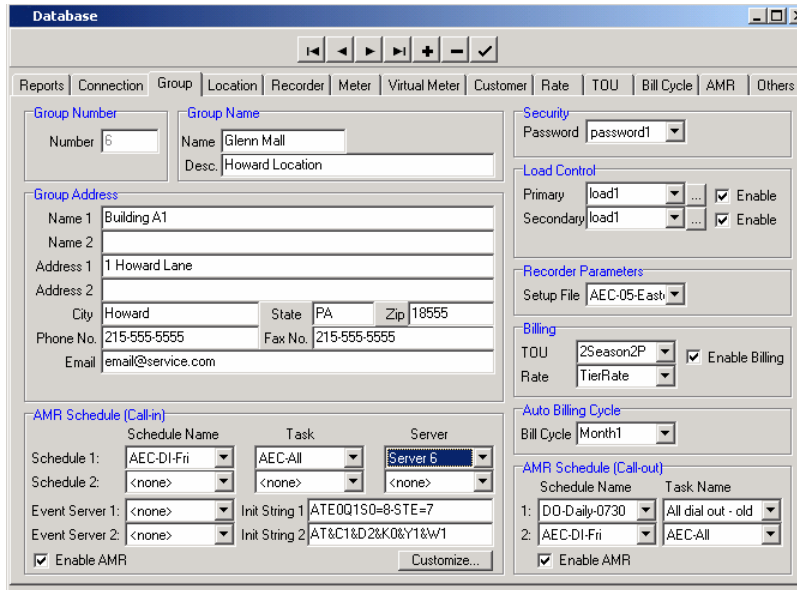 Database
Reports Connection Group Location Recorder Meter Virtual Meter Customer Rate TOU Bill Cycle AMR Others
Group Number
Number 6
Group Name
Name Glenn Mall
Desc. Howard Location
Group Address
Name 1 Building A1
Name 2
Address 1 1 Howard Lane
Address 2
City Howard State PA Zip 18555
Phone No. 215-555-5555 Fax No. 215-555-5555
Email email@service.com
AMR Schedule (Call-in)
Schedule Name Task Server
Schedule 1: AEC-DI-Fri AEC-All Server 6
Schedule 2: <none> <none> <none>
Event Server 1: <none> Init String 1 ATE0Q1S0=8-STE=7
Event Server 2: <none> Init String 2 AT&C1&D2&K0&Y1&W1
Enable AMR Customize...
Security
Password password1
Load Control
Primary load1 ... Enable
Secondary load1 ... Enable
Recorder Parameters
Setup File AEC-05-East
Billing
TOU 2Season2P Enable Billing
Rate TierRate
Auto Billing Cycle
Bill Cycle Month1
AMR Schedule (Call-out)
Schedule Name Task Name
1: DO-Daily-0730 All dial out - old
2: AEC-DI-Fri AEC-All
Enable AMR